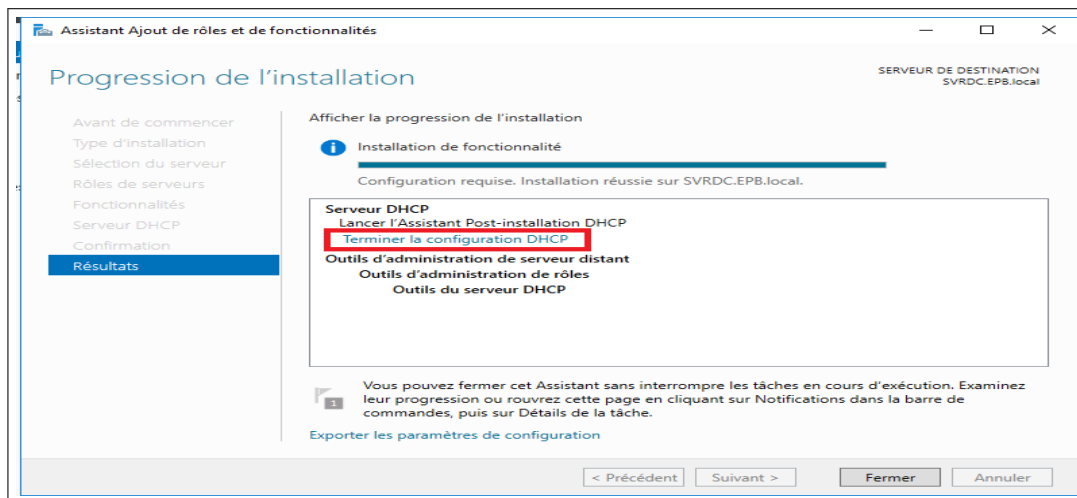 Assistant Ajout de rôles et de fonctionnalités
Progression de l'installation
SERVEUR DE DESTINATION
SVRDC.EPB.local
Avant de commencer
Type d'installation
Sélection du serveur
Rôles de serveurs
Fonctionnalités
Serveur DHCP
Confirmation
Résultats
Afficher la progression de l'installation
Installation de fonctionnalité
Configuration requise. Installation réussie sur SVRDC.EPB.local.
Serveur DHCP
Lancer l'Assistant Post-installation DHCP
Terminer la configuration DHCP
Outils d'administration de serveur distant
Outils d'administration de rôles
Outils du serveur DHCP
1
Vous pouvez fermer cet Assistant sans interrompre les tâches en cours d'exécution. Examinez
leur progression ou rouvrez cette page en cliquant sur Notifications dans la barre de
commandes, puis sur Détails de la tâche.
Exporter les paramètres de configuration
< Précédent
Suivant >
Fermer
Annuler